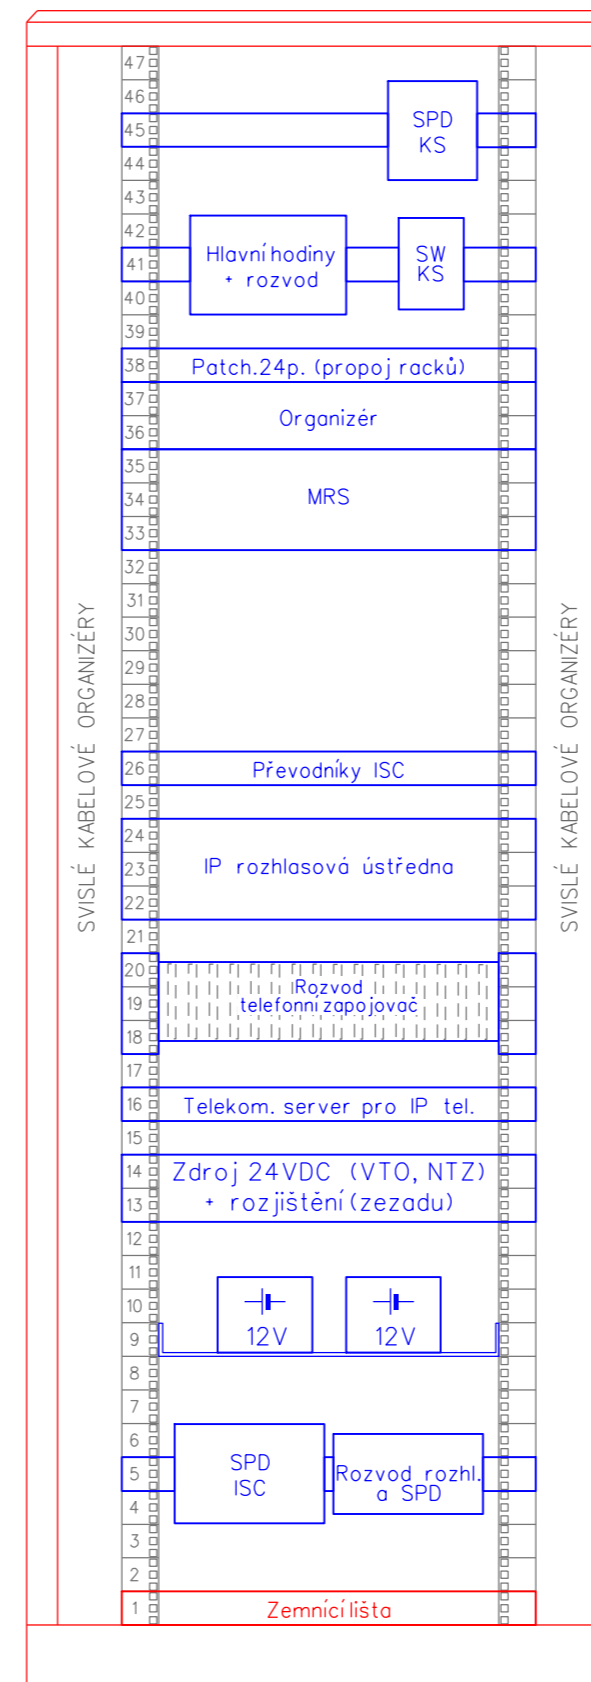 47
46
SPD
45
KS
44
43
42
Hlavní hodiny
+ rozvod
SW
KS
41
40
39
38
Patch.24p. (propoj racků)
37
Organizér
36
35
MRS
34
33
32
31
30
29
28
27
26
Převodníky ISC
25
24
IP rozhlasová ústředna
23
22
21
20
Rozvod
telefonní zapojovač
19
18
17
16
Telekom. server pro IP tel.
15
14
Zdroj 24VDC (VTO, NTZ)
+ rozjištění (zezadu)
13
12
11
10
9
12V
12V
8
7
6
SPD
ISC
5
Rozvod rozhl.
a SPD
4
3
2
1
Zemnící lišta
SVISLÉ KABELOVÉ ORGANIZÉRY
SVISLÉ KABELOVÉ ORGANIZÉRY